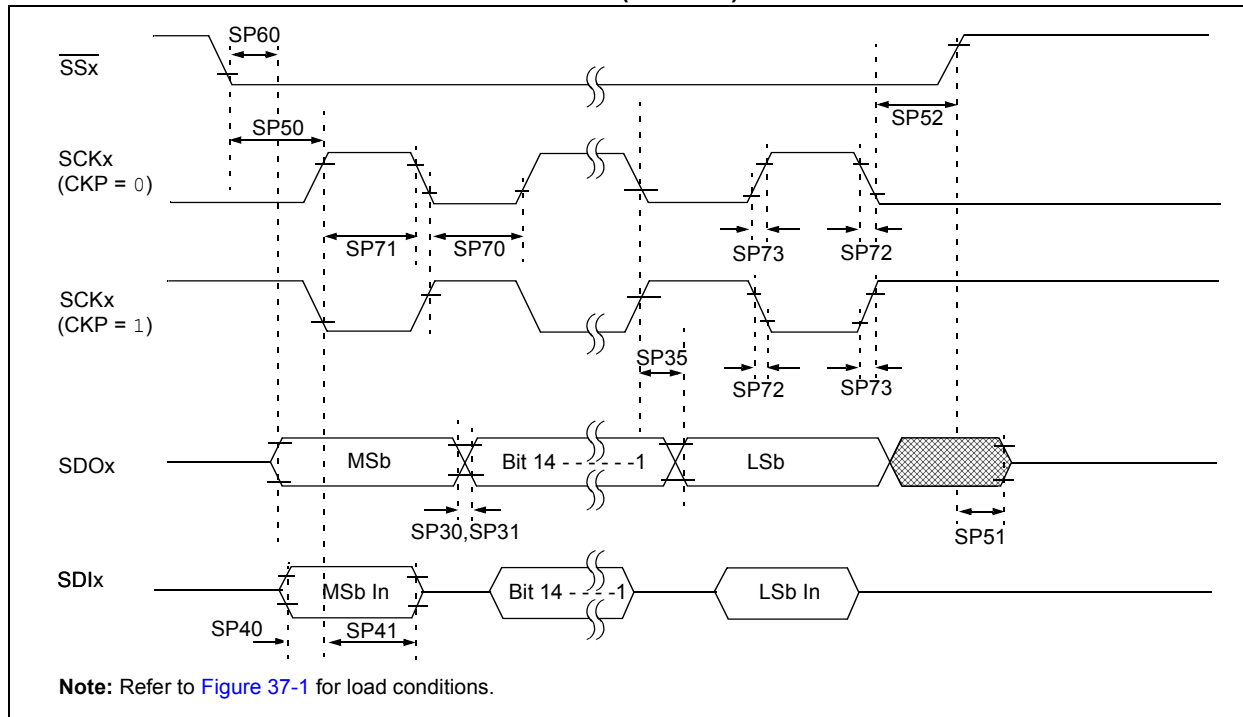 SP60
SSx
SP50
SP52
SCKx
(CKP = 0)
SP71
SP70
SP73
SP72
SCKx
(CKP = 1)
SP35
SP72
SP73
SDOx
MSb
Bit 14 - - - - - -1
LSb
SP30,SP31
SP51
SDIx
MSb In
Bit 14 - - - -1
LSb In
SP40
SP41
Note: Refer to Figure 37-1 for load conditions.